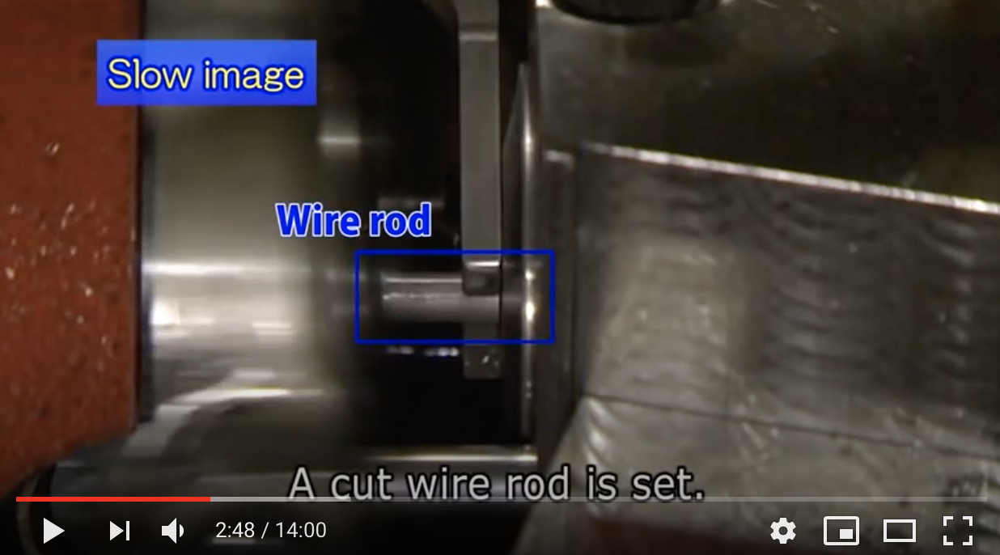 Slow image
Wire rod
A cut wire rod is set.
2:48 / 14:00